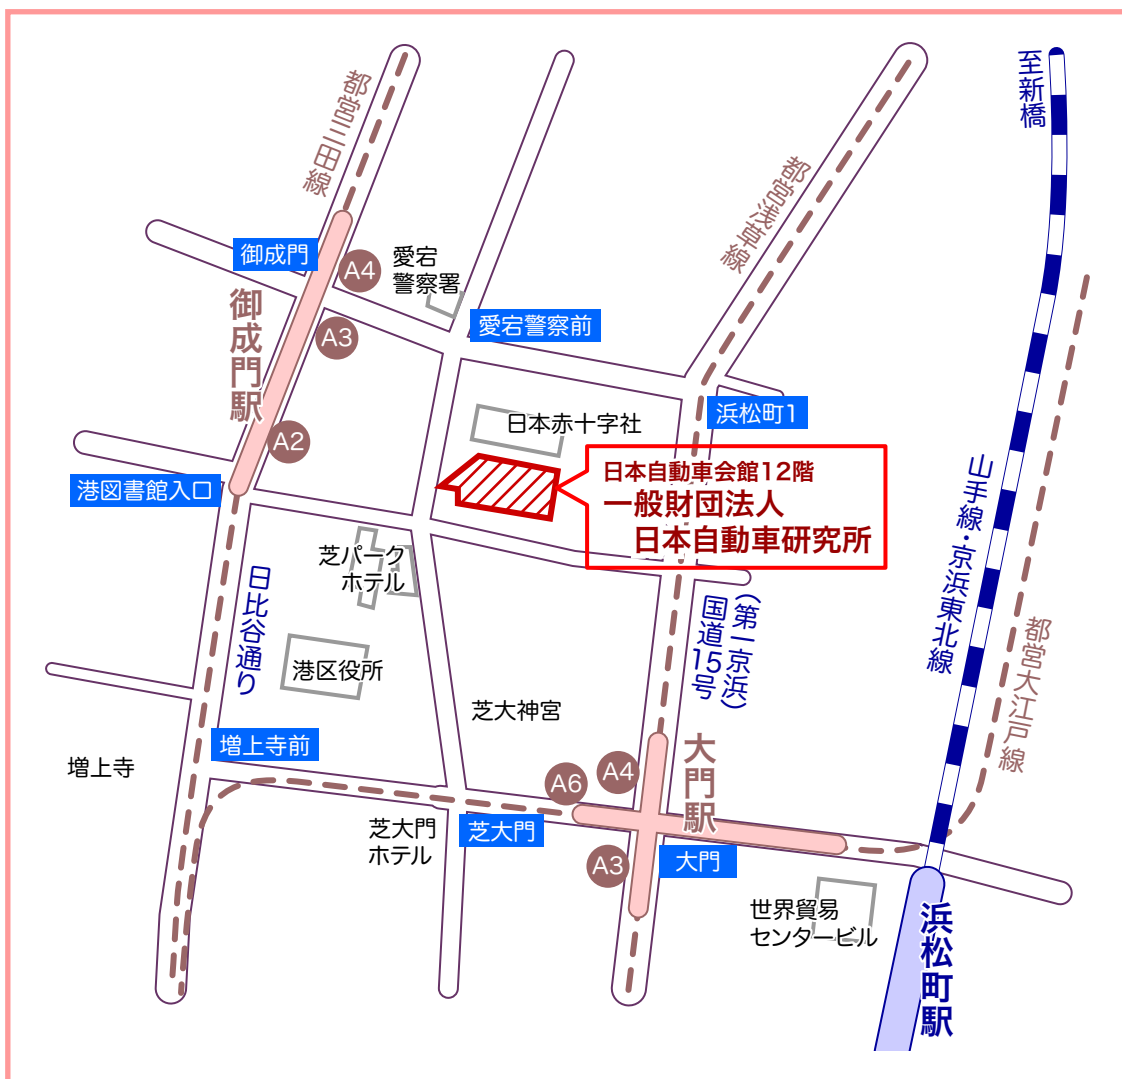 至新橋
都営三田線
都営浅草線
御成門
A4
愛宕
警察署
御成門駅
A3
愛宕警察前
A2
日本赤十字社
浜松町1
港図書館入口
日本自動車会館12階
一般財団法人
日本自動車研究所
山手線・京浜東北線
芝パーク
ホテル
日比谷通り
(第一京浜)
国道15号
都営大江戸線
港区役所
芝大神宮
増上寺前
増上寺
大門駅
A4
A6
芝大門
ホテル
芝大門
A3
大門
世界貿易
センタービル
浜松町駅